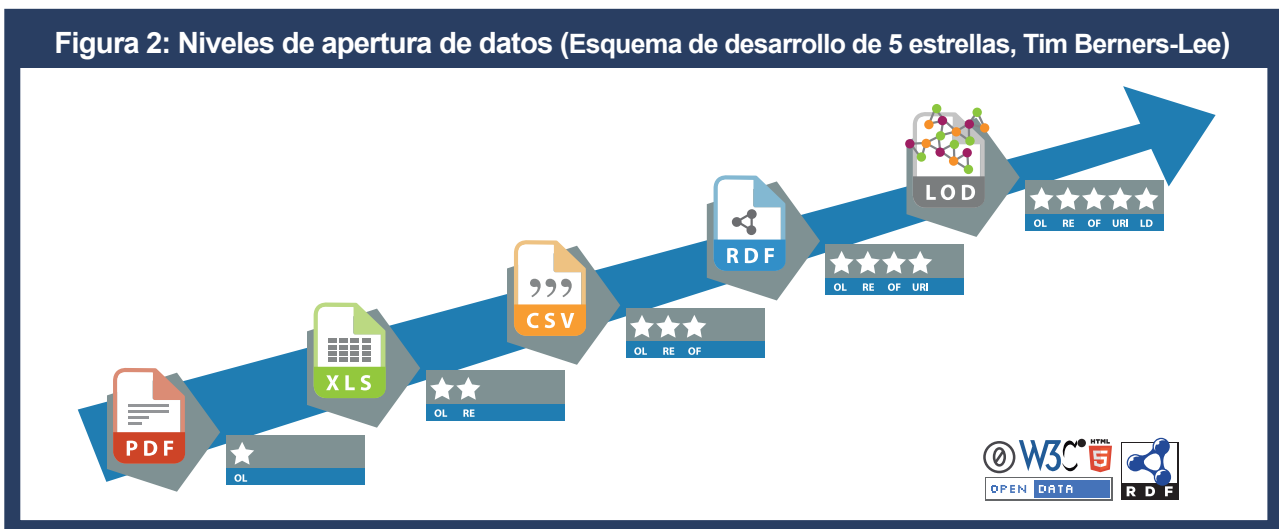 Figura 2: Niveles de apertura de datos (Esquema de desarrollo de 5 estrellas, Tim Berners-Lee)
LOD
OL RE OF URI LD
RDF
OL RE OF URI
,,,
CSV
OL RE OF
XLS
OL RE
PDF
OL
0 W3C HTML 5
OPEN DATA
RDF